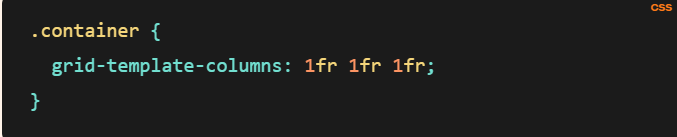 CSS
.container {
  grid-template-columns: 1fr 1fr 1fr;
}